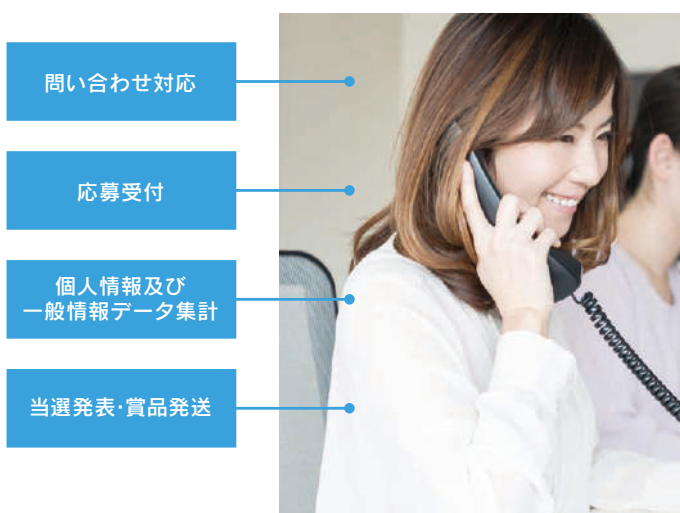 問い合わせ対応
応募受付
個人情報及び
一般情報データ集計
当選発表・賞品発送